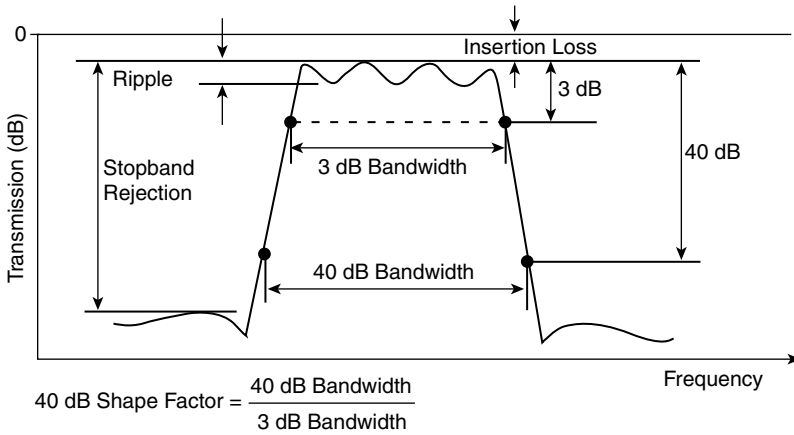 0
Insertion Loss
Ripple
3 dB
Transmission (dB)
Stopband
Rejection
3 dB Bandwidth
40 dB
40 dB Bandwidth
Frequency
40 dB Shape Factor = 40 dB Bandwidth
3 dB Bandwidth